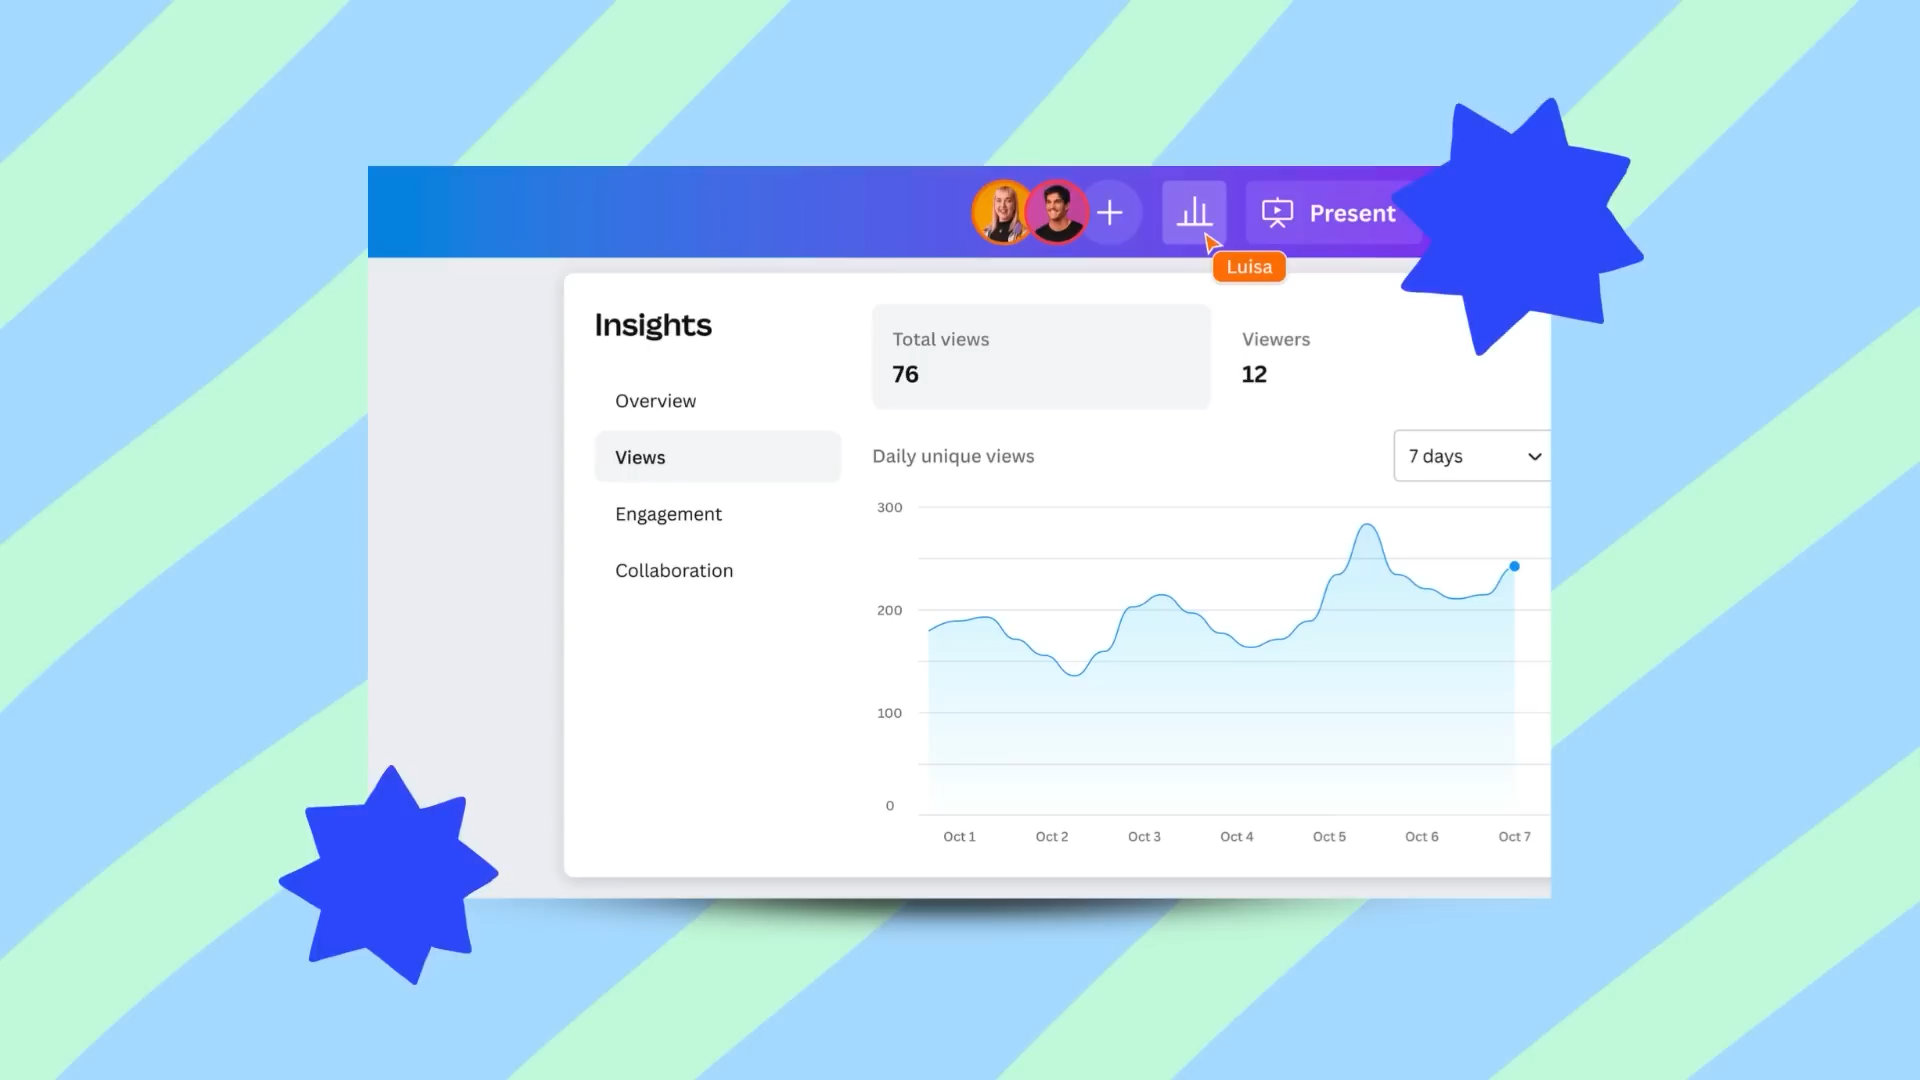 Present
Luisa
Insights
Overview
Views
Engagement
Collaboration
Total views
76
Viewers
12
Daily unique views
7 days
300
200
100
0
Oct 1
Oct 2
Oct 3
Oct 4
Oct 5
Oct 6
Oct 7